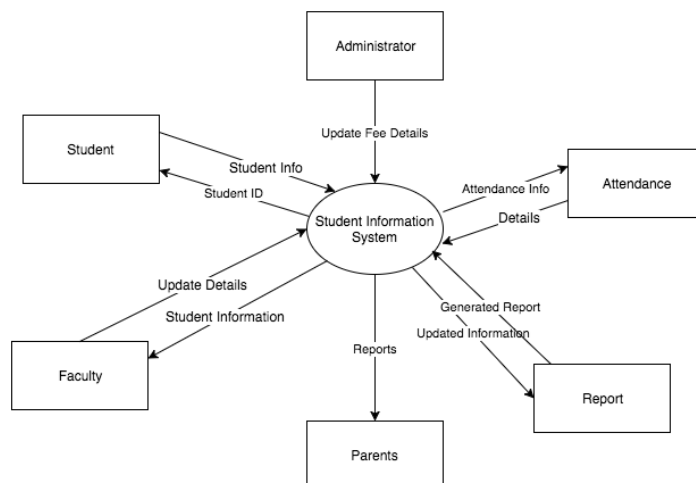 Administrator
Update Fee Details
Student
Student Info
Student ID
Attendance Info
Attendance
Details
Student Information
System
Update Details
Student Information
Generated Report
Updated Information
Reports
Faculty
Report
Parents